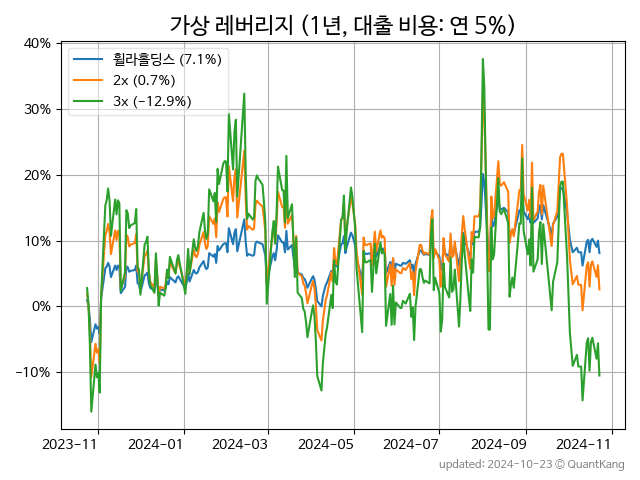 가상 레버리지 (1년, 대출 비용: 연 5%)
휠라홀딩스 (7.1%)
2x (0.7%)
3x (−12.9%)
40%
30%
20%
10%
0%
−10%
2023-11 2024-01 2024-03 2024-05 2024-07 2024-09 2024-11
updated: 2024-10-23 © QuantKang